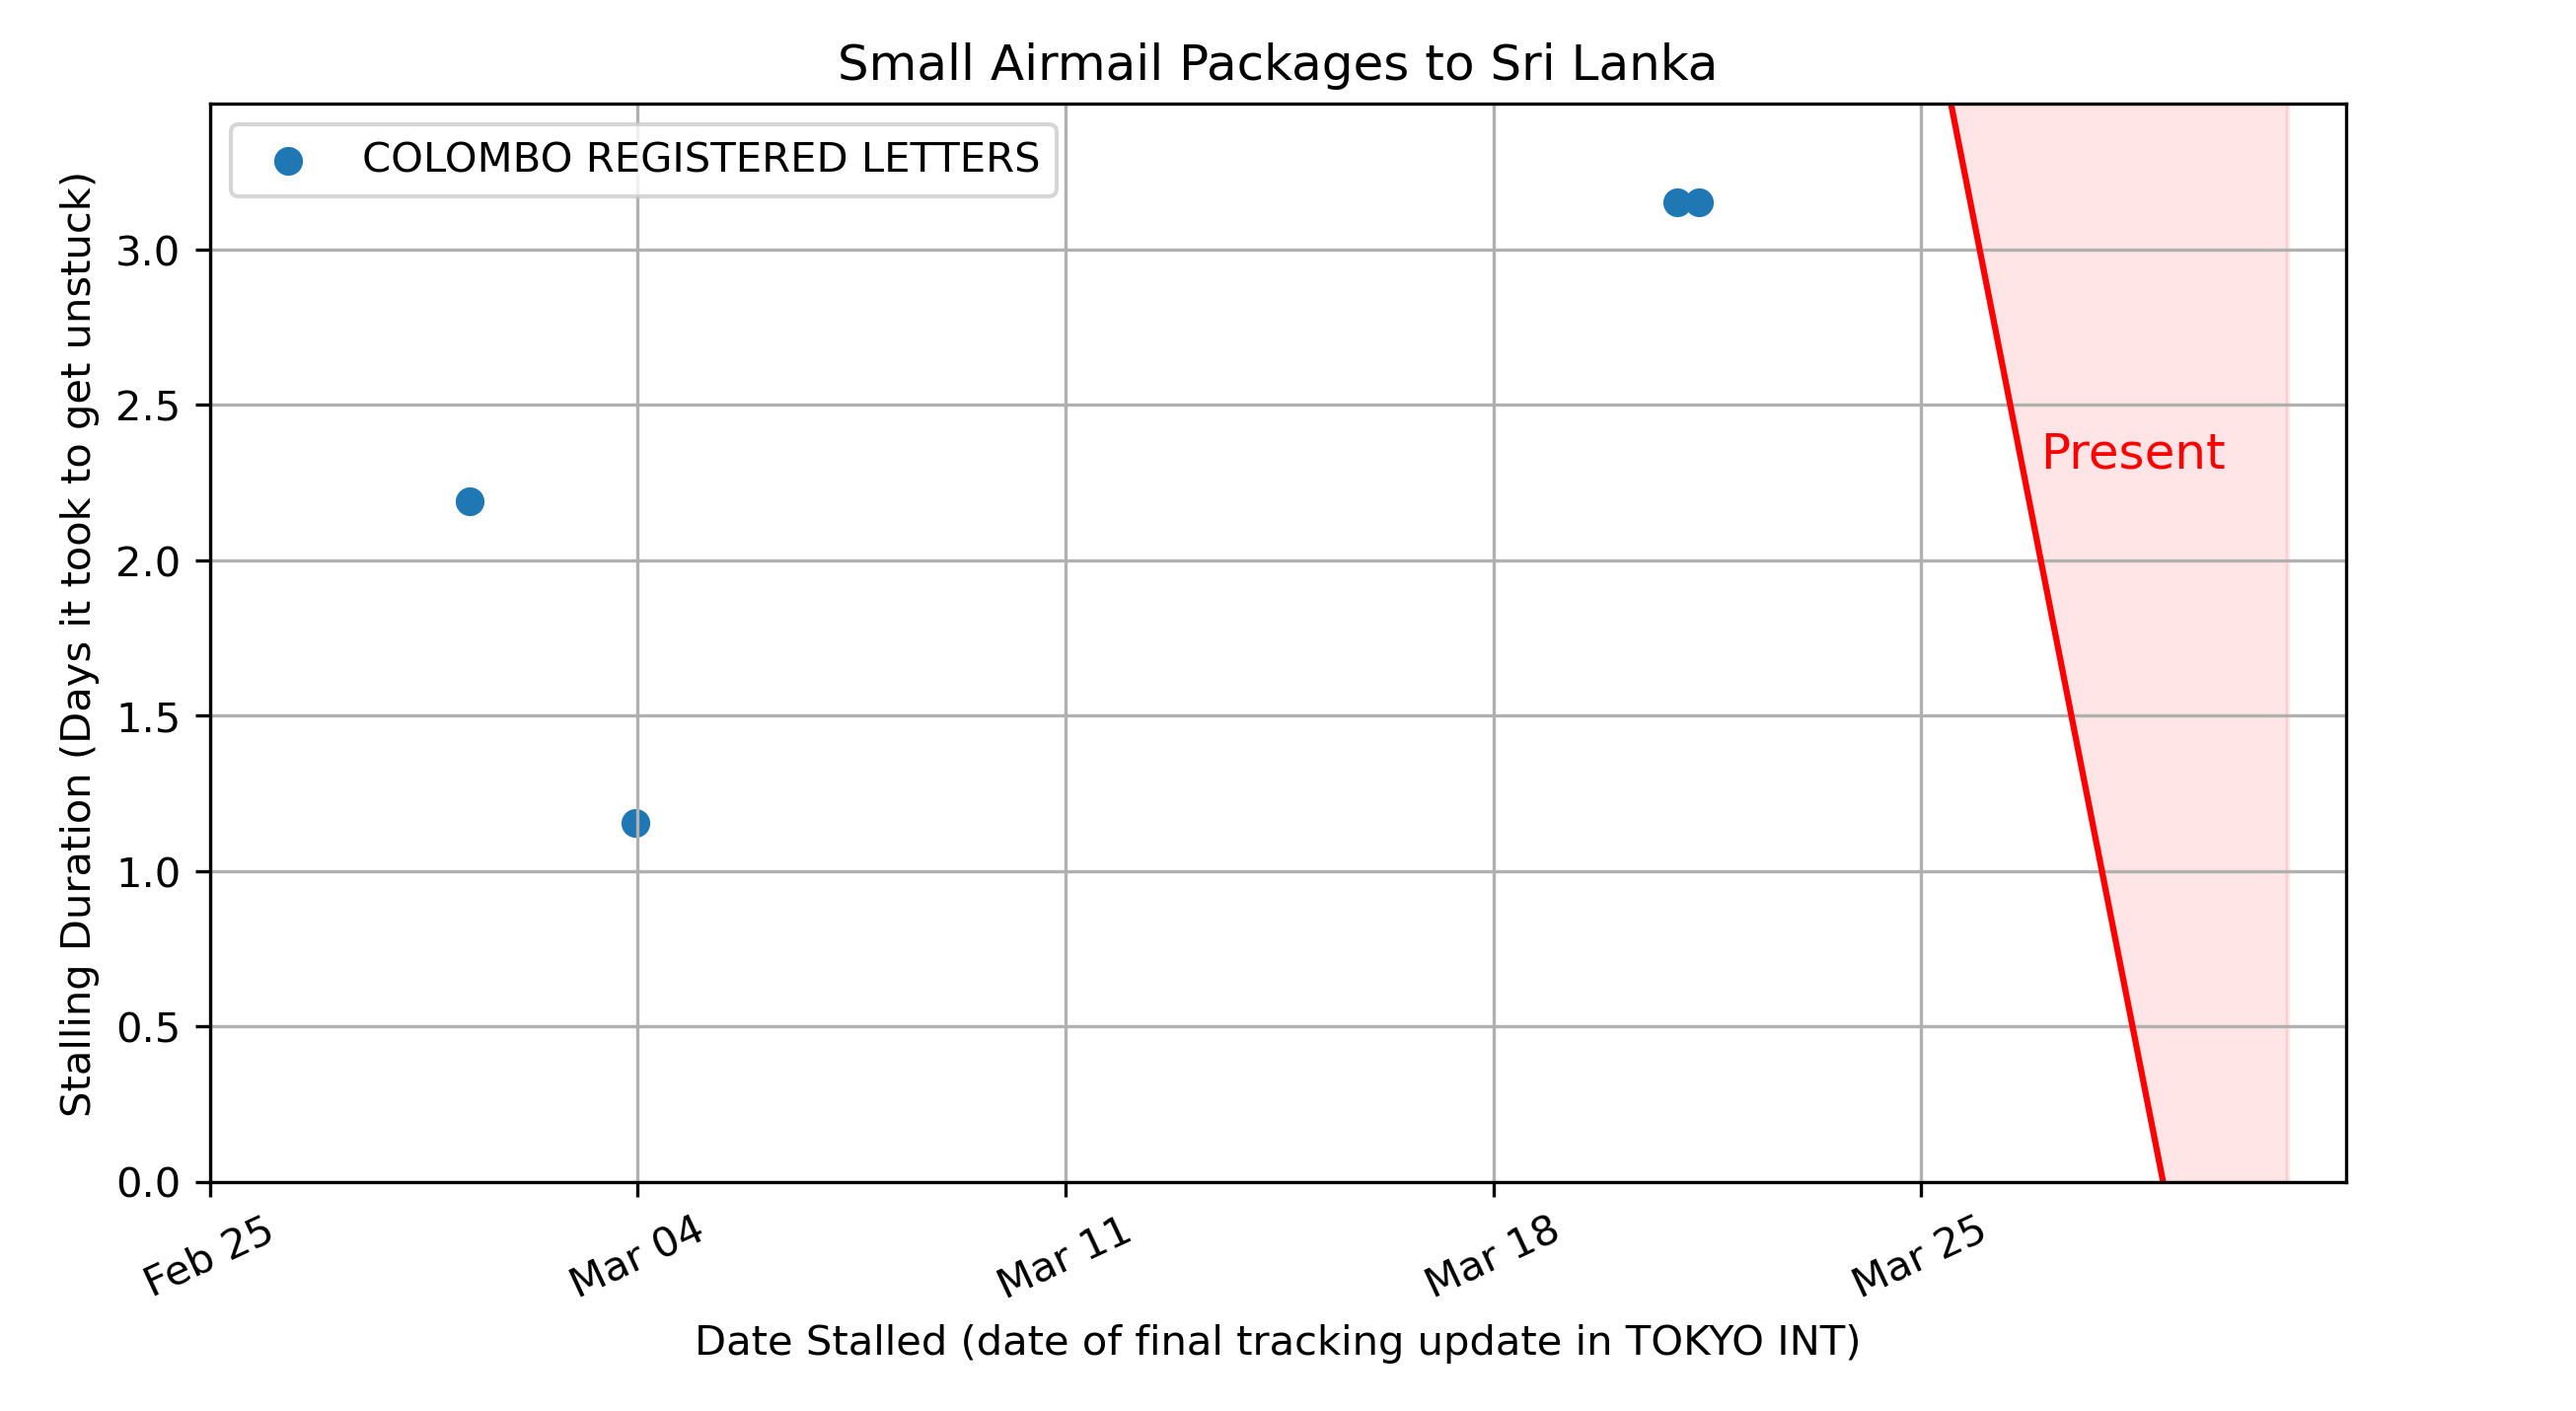 Small Airmail Packages to Sri Lanka
COLOMBO REGISTERED LETTERS
Stalling Duration (Days it took to get unstuck)
3.0
2.5
2.0
1.5
1.0
0.5
0.0
Present
Feb 25
Mar 04
Mar 11
Mar 18
Mar 25
Date Stalled (date of final tracking update in TOKYO INT)